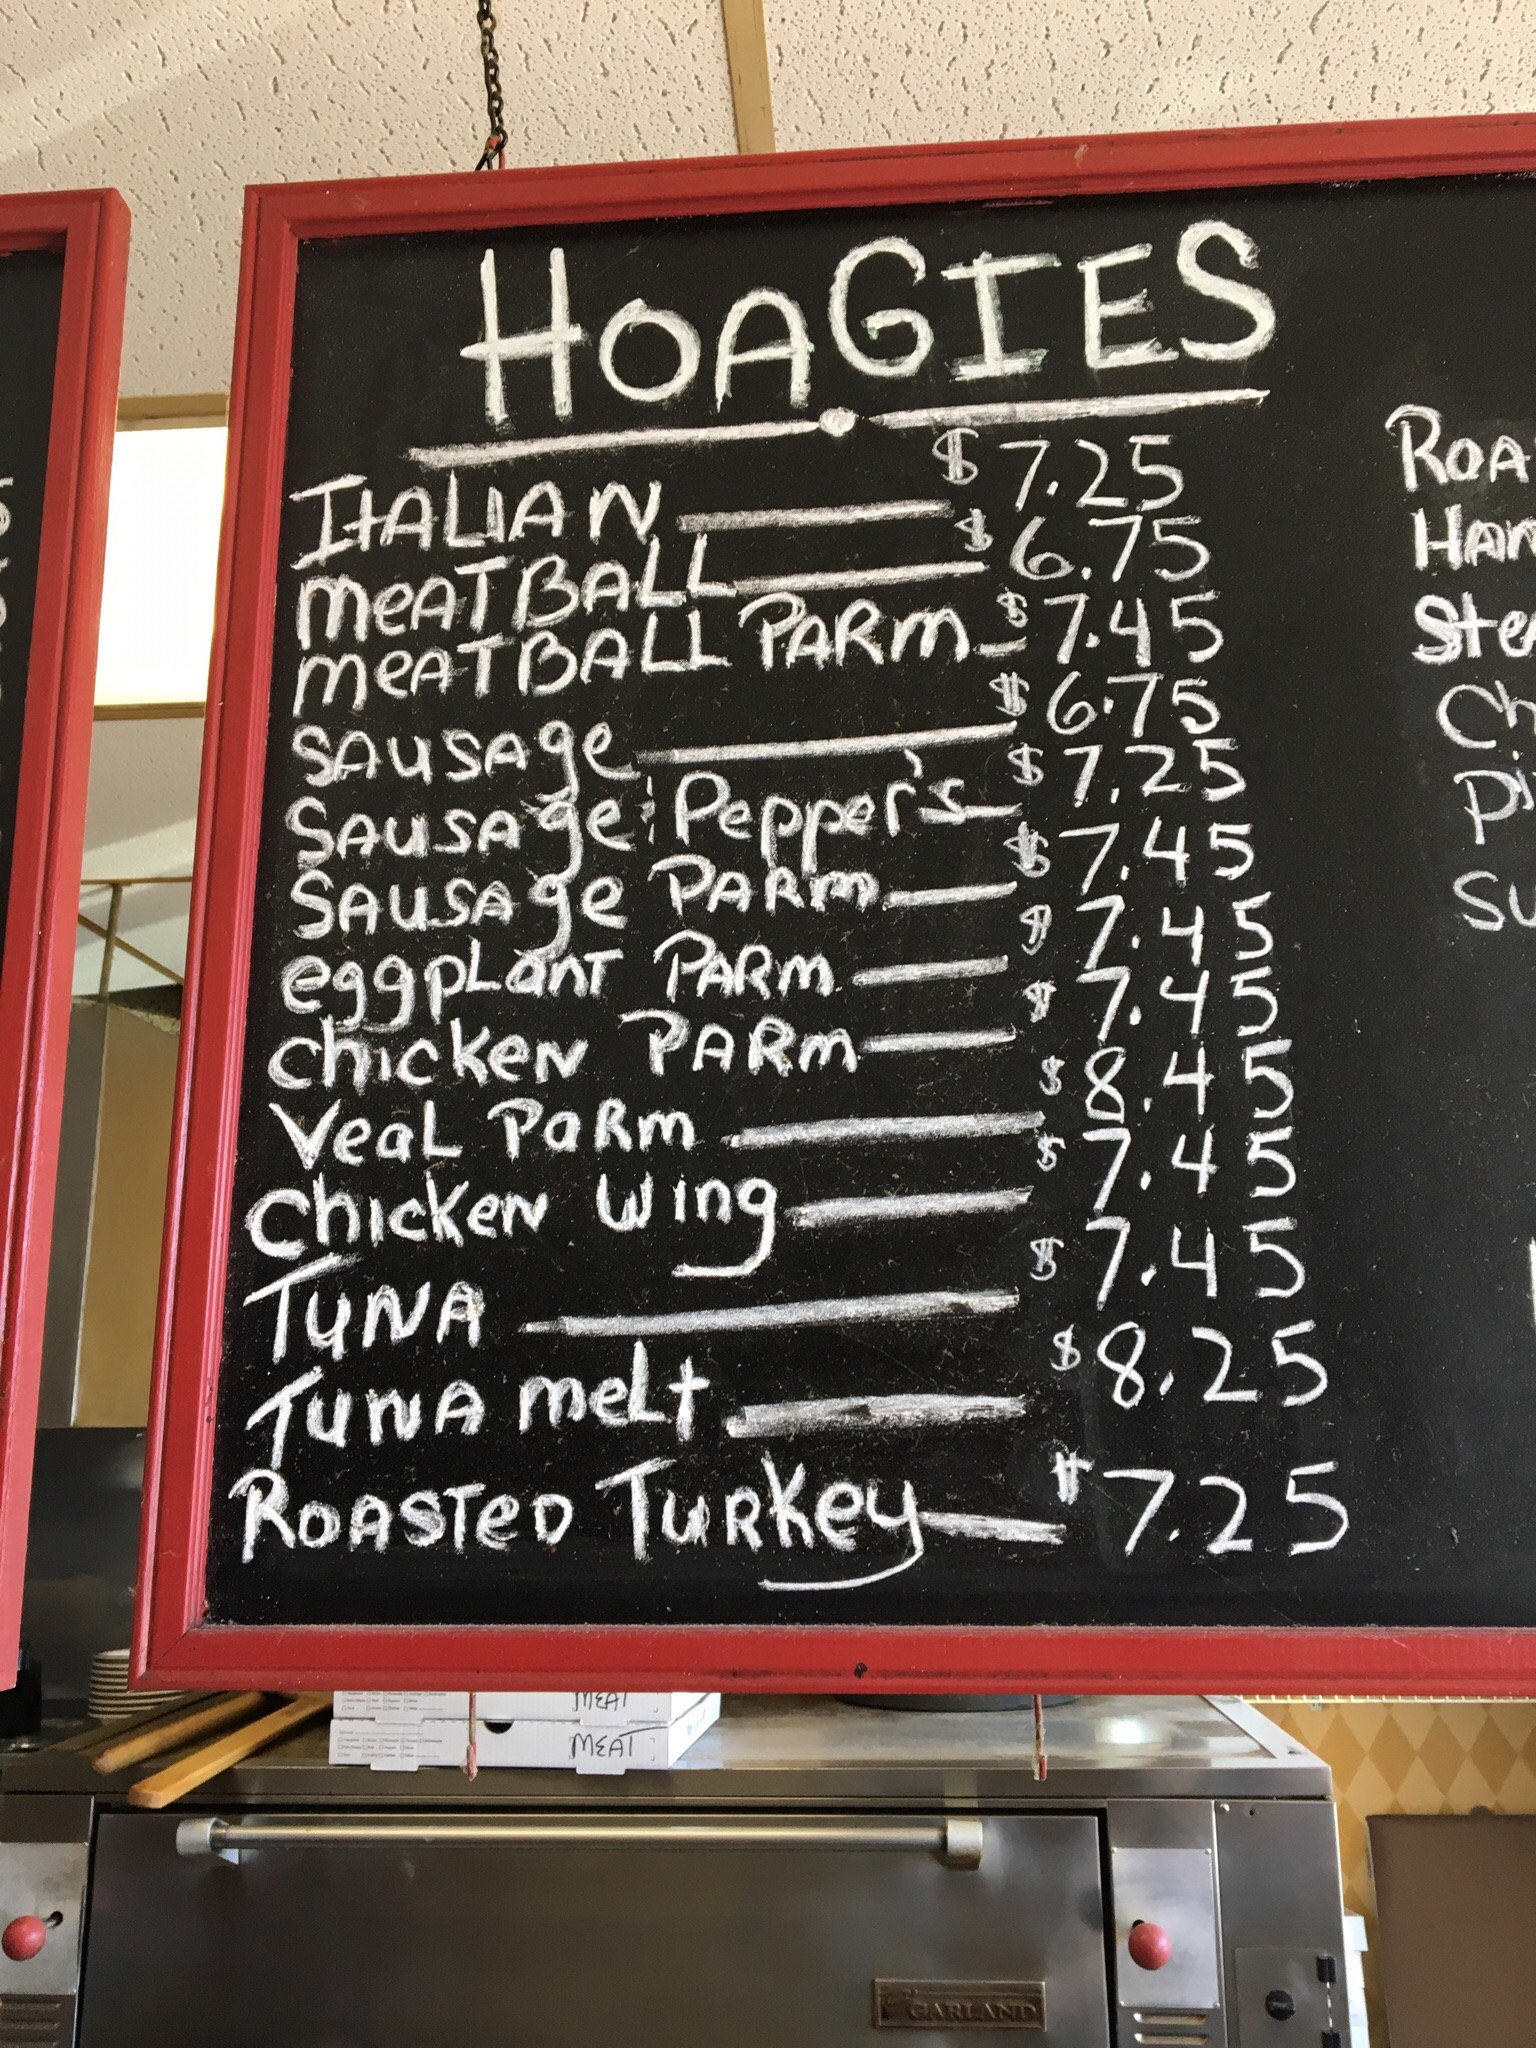 HOAGIES
ITALIAN $7.25
MEATBALL $6.75
MEATBALL PARM $7.45
SAUSAge $6.75
SAUSAge Pepper's $7.25
SAUSAge PARM $7.45
eggpLanT PARM $7.45
chicken PARM $7.45
VeaL PaRM $8.45
chicken wing $7.45
TUNA $7.45
TUNA meLt $8.25
ROASTeD TURKey $7.25
MEAT
MEAT
GARLAND